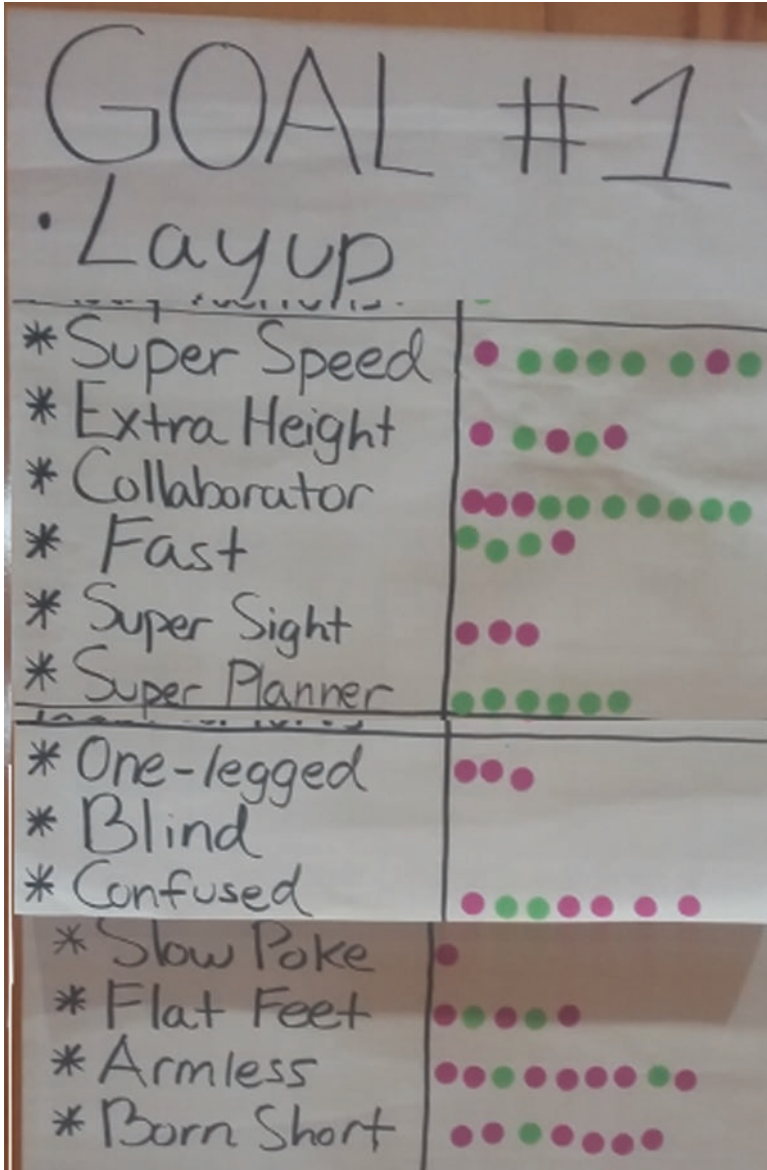 GOAL #1
· Layup
* Super Speed
* Extra Height
* Collaborator
* Fast
* Super Sight
* Super Planner
* One-legged
* Blind
* Confused
* Slow Poke
* Flat Feet
* Armless
* Born Short